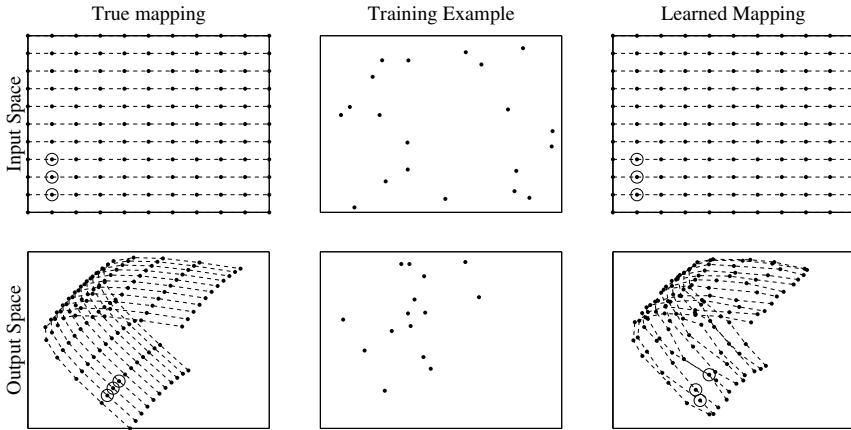 True mapping
Training Example
Learned Mapping
Input Space
Output Space